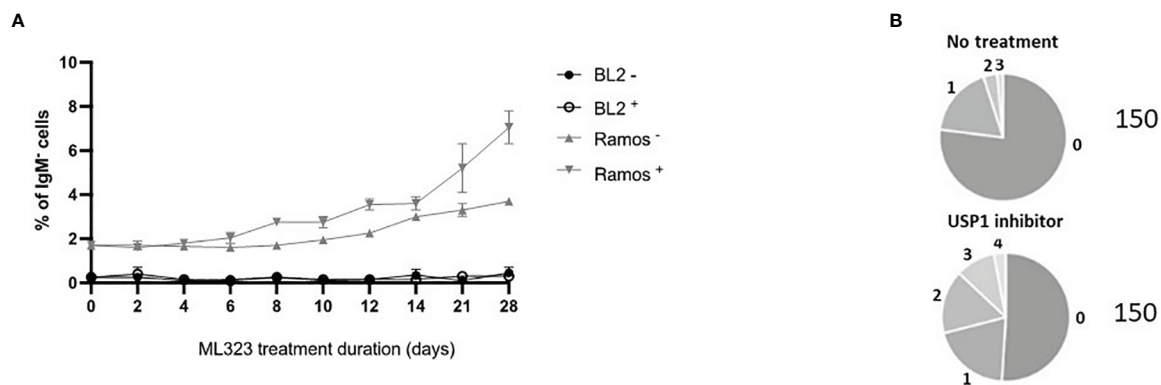 A
10
8
6
4
2
0
% of IgM⁻ cells
0 2 4 6 8 10 12 14 21 28
ML323 treatment duration (days)
BL2 -
BL2 +
Ramos -
Ramos +
B
No treatment
0
1
2
3
150
USP1 inhibitor
0
1
2
3
4
150